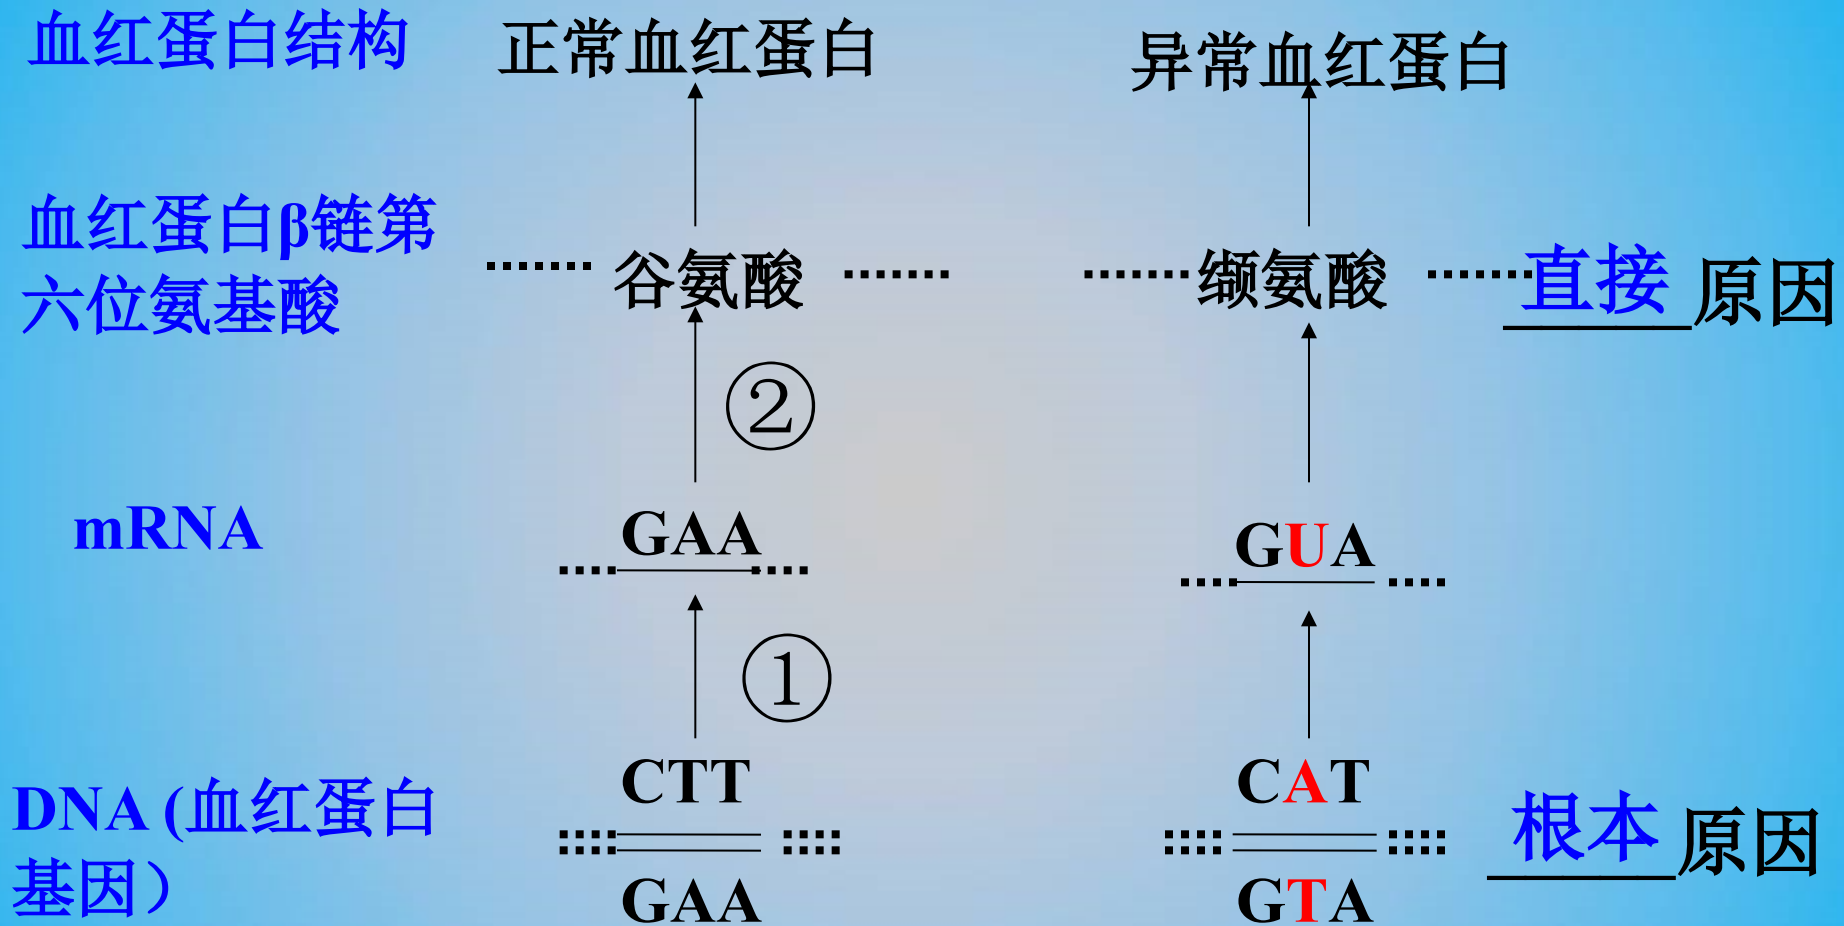 血红蛋白结构 正常血红蛋白 异常血红蛋白
血红蛋白β链第
六位氨基酸
谷氨酸 缬氨酸 直接 原因
②
mRNA GAA GUA
①
CTT CAT
DNA (血红蛋白
基因）
根本 原因
GAA GTA